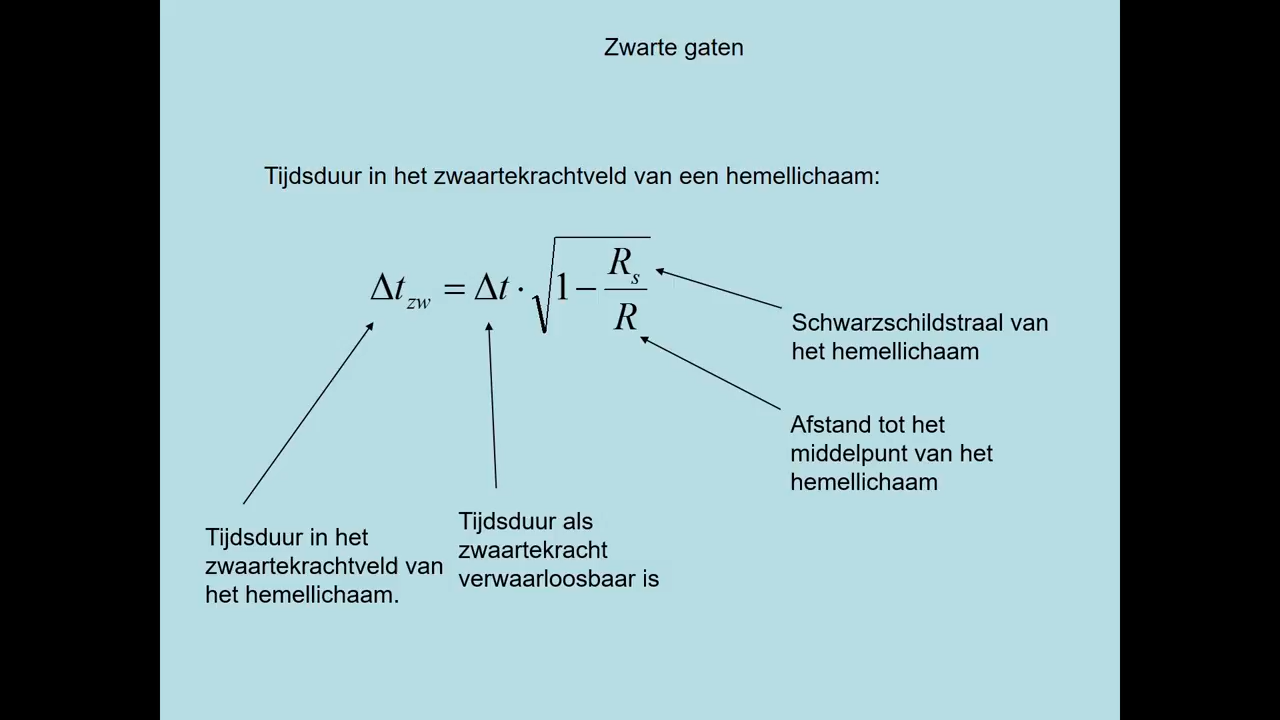 Zwarte gaten
Tijdsduur in het zwaartekrachtveld van een hemellichaam:
Δt_zw = Δt · √(1 − R_s/R)
Schwarzschildstraal van
het hemellichaam
Afstand tot het
middelpunt van het
hemellichaam
Tijdsduur in het
zwaartekrachtveld van
het hemellichaam.
Tijdsduur als
zwaartekracht
verwaarloosbaar is